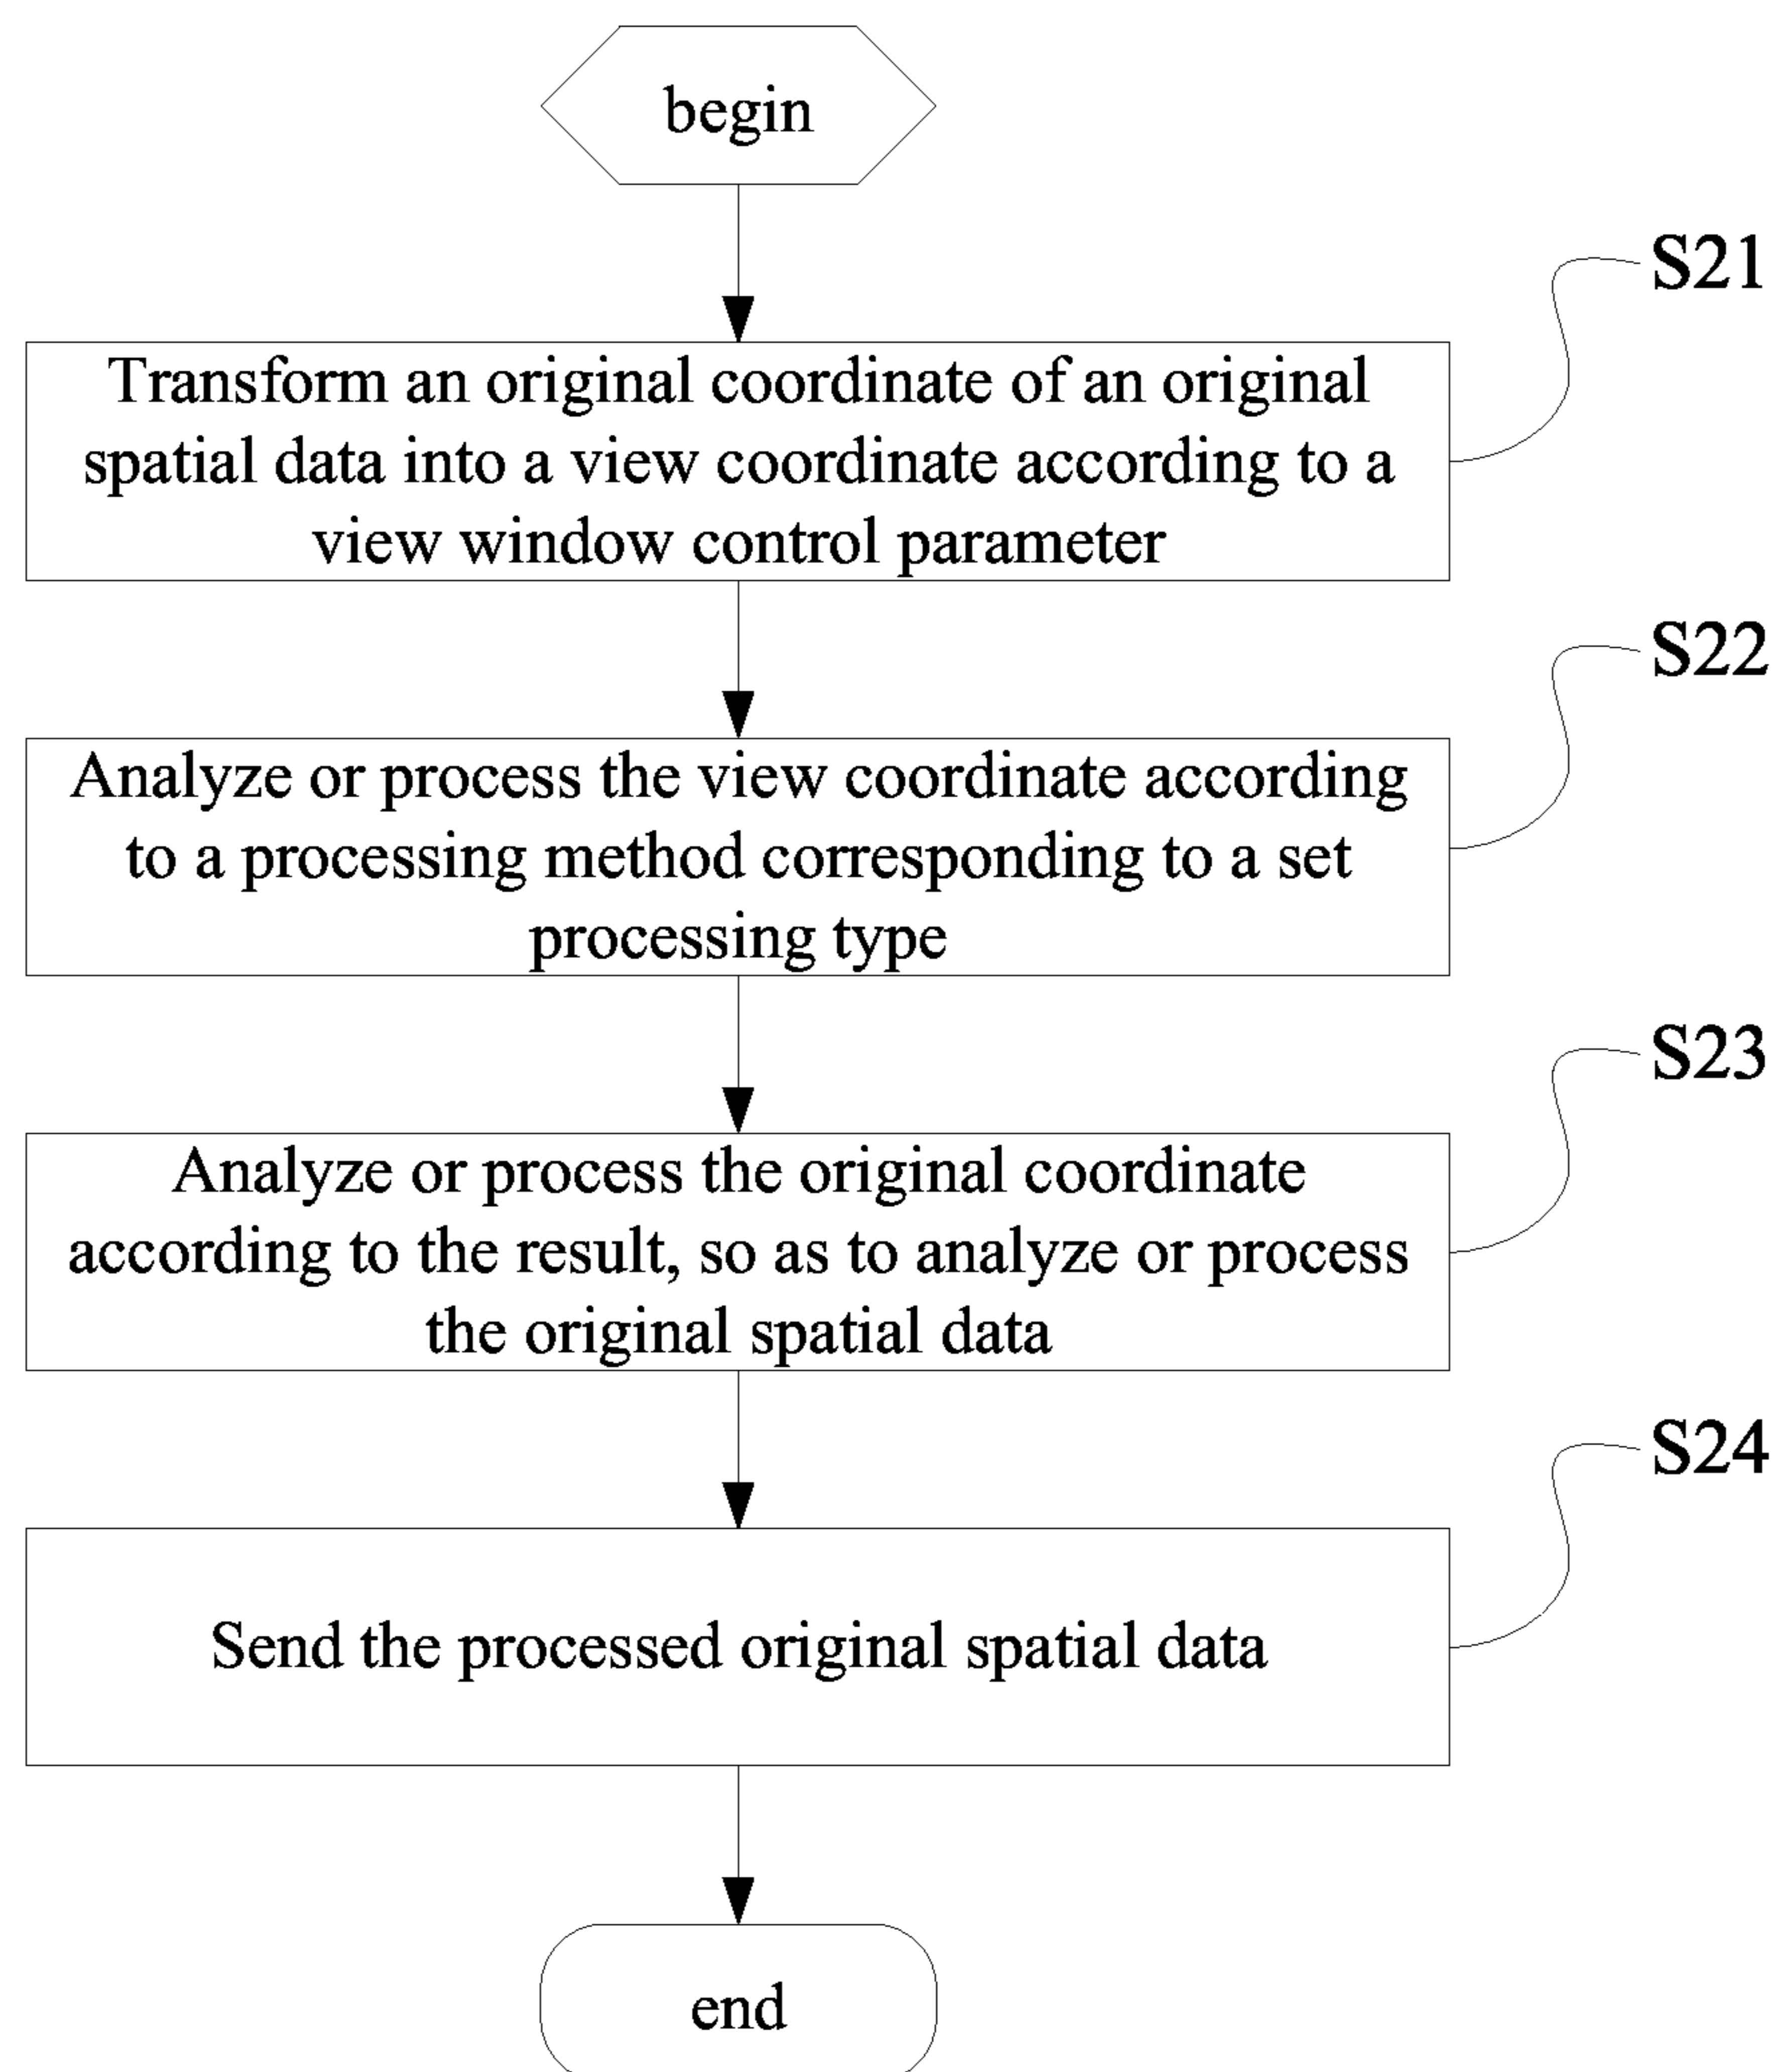 begin
S21
Transform an original coordinate of an original
spatial data into a view coordinate according to a
view window control parameter
S22
Analyze or process the view coordinate according
to a processing method corresponding to a set
processing type
S23
Analyze or process the original coordinate
according to the result, so as to analyze or process
the original spatial data
S24
Send the processed original spatial data
end